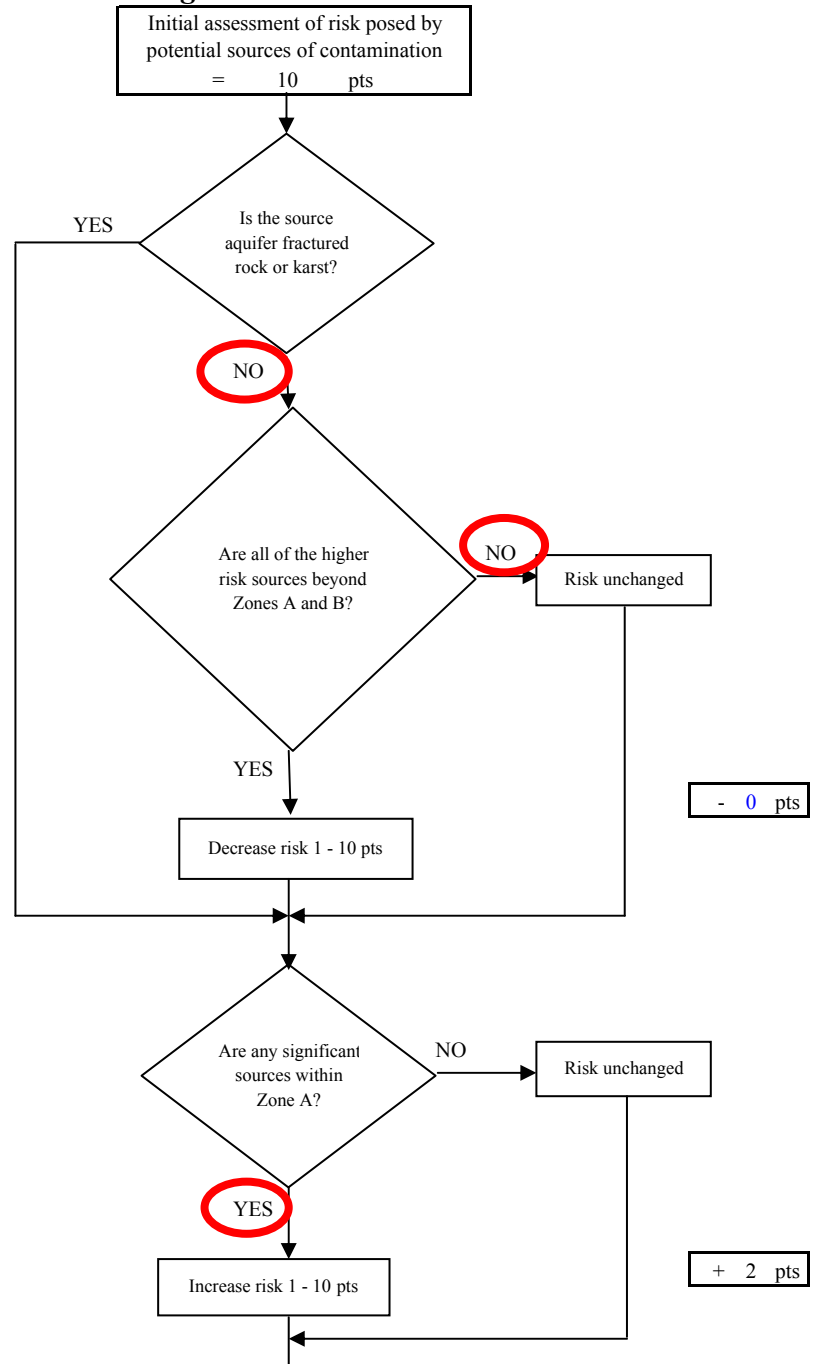 Initial assessment of risk posed by
potential sources of contamination
= 10 pts
YES
Is the source
aquifer fractured
rock or karst?
NO
Are all of the higher
risk sources beyond
Zones A and B?
NO
Risk unchanged
YES
- 0 pts
Decrease risk 1 - 10 pts
Are any significant
sources within
Zone A?
NO
Risk unchanged
YES
+ 2 pts
Increase risk 1 - 10 pts